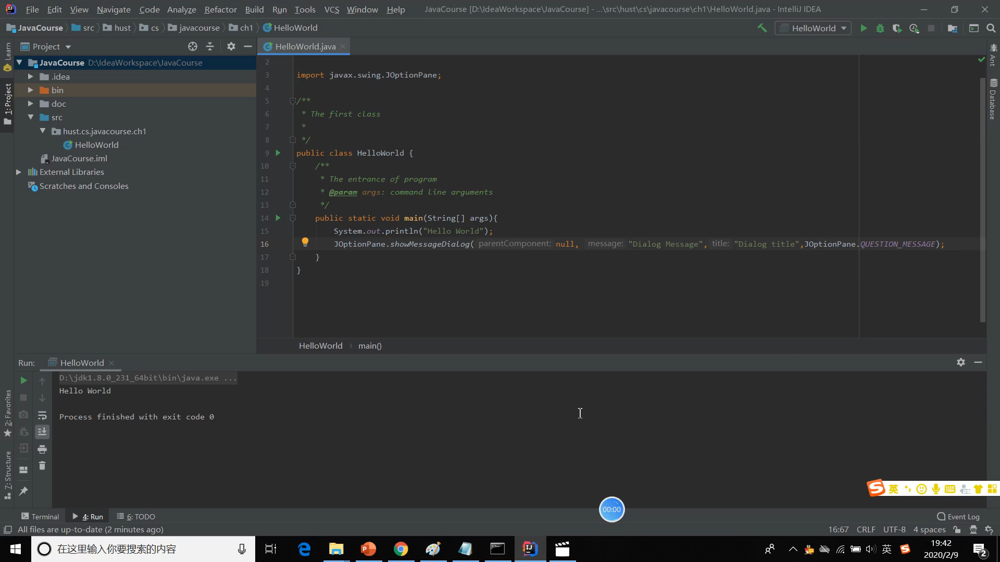 File Edit View Navigate Code Analyze Refactor Build Run Tools VCS Window Help JavaCourse [D:\IdeaWorkspace\JavaCourse] - ...\src\hust\cs\javacourse\ch1\HelloWorld.java - IntelliJ IDEA
JavaCourse src hust cs javacourse ch1 HelloWorld HelloWorld
Project
HelloWorld.java
JavaCourse D:\IdeaWorkspace\JavaCourse
.idea
bin
doc
src
hust.cs.javacourse.ch1
HelloWorld
JavaCourse.iml
External Libraries
Scratches and Consoles
Learn
1: Project
2: Favorites
7: Structure
Ant
Database
2
3 import javax.swing.JOptionPane;
4
5 /**
6 * The first class
7 *
8 */
9 public class HelloWorld {
10 /**
11 * The entrance of program
12 * @param args: command line arguments
13 */
14 public static void main(String[] args){
15 System.out.println("Hello World");
16 JOptionPane.showMessageDialog( parentComponent: null, message: "Dialog Message", title: "Dialog title",JOptionPane.QUESTION_MESSAGE);
17 }
18 }
19
HelloWorld › main()
Run: HelloWorld
D:\jdk1.8.0_231_64bit\bin\java.exe ...
Hello World
Process finished with exit code 0
英
00:00
Terminal 4: Run 6: TODO Event Log
All files are up-to-date (2 minutes ago) 16:67 CRLF UTF-8 4 spaces
在这里输入你要搜索的内容
英
19:42
2020/2/9
2